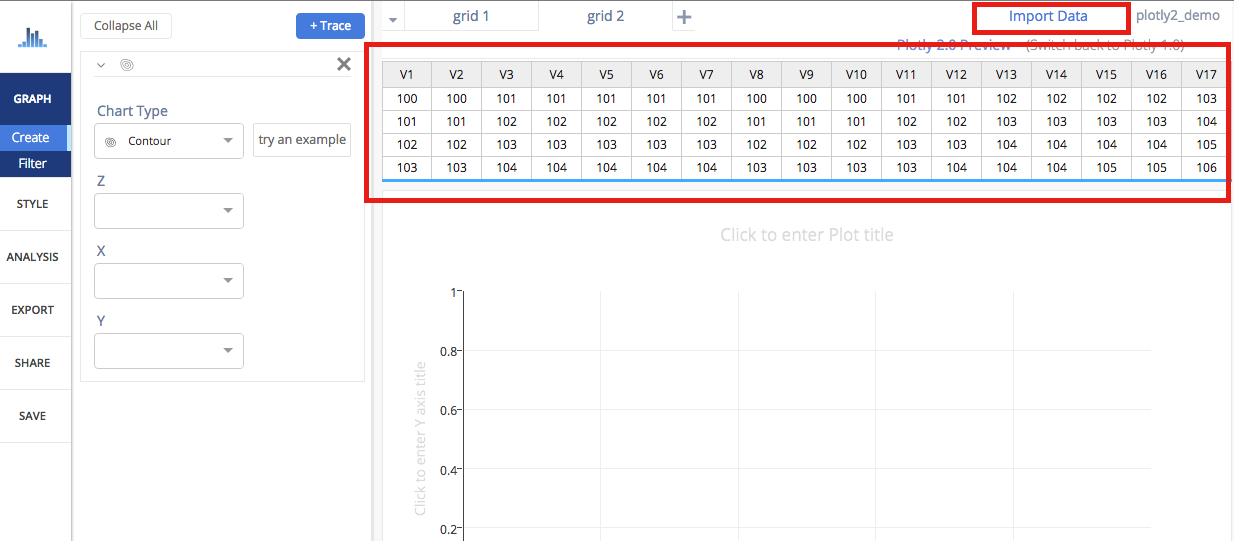 Collapse All
+ Trace
GRAPH
Create
Filter
STYLE
ANALYSIS
EXPORT
SHARE
SAVE
Chart Type
Contour
try an example
Z
X
Y
grid 1
grid 2
+
Import Data
plotly2_demo
Plotly 2.0 Preview (Switch back to Plotly 1.0)
V1 V2 V3 V4 V5 V6 V7 V8 V9 V10 V11 V12 V13 V14 V15 V16 V17
100 100 101 101 101 101 101 100 100 100 101 101 102 102 102 102 103
101 101 102 102 102 102 102 101 101 101 102 102 103 103 103 103 104
102 102 103 103 103 103 103 102 102 102 103 103 104 104 104 104 105
103 103 104 104 104 104 104 103 103 103 103 104 104 104 105 105 106
Click to enter Plot title
1
0.8
0.6
0.4
0.2
Click to enter Y axis title